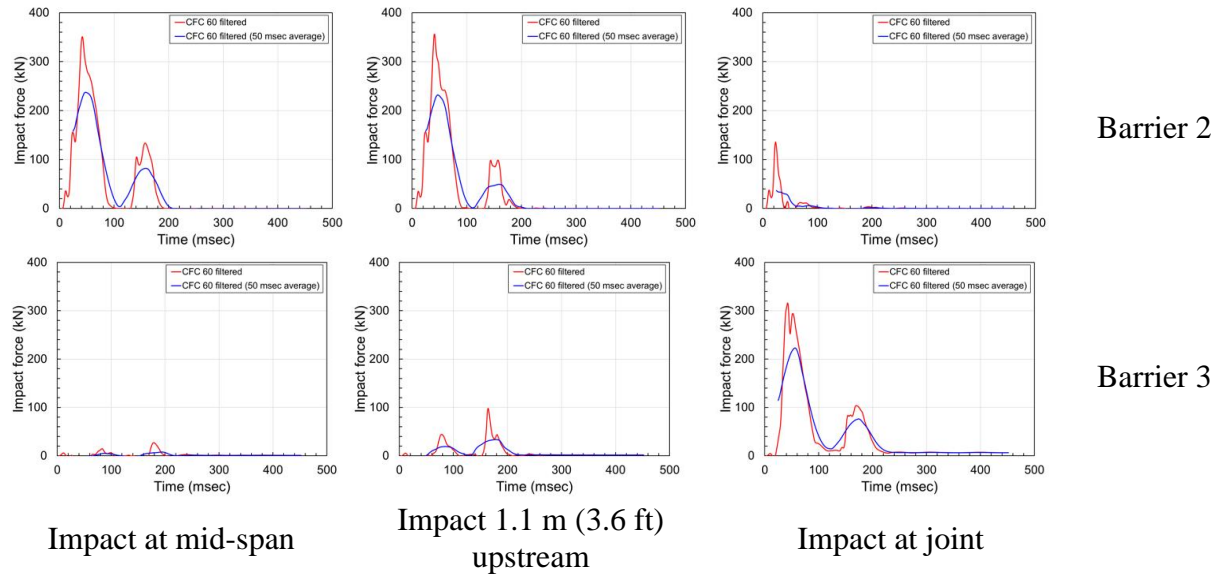 400
300
200
100
0
Impact force (kN)
CFC 60 filtered
CFC 60 filtered (50 msec average)
0 100 200 300 400 500
Time (msec)
400
300
200
100
0
Impact force (kN)
CFC 60 filtered
CFC 60 filtered (50 msec average)
0 100 200 300 400 500
Time (msec)
400
300
200
100
0
Impact force (kN)
CFC 60 filtered
CFC 60 filtered (50 msec average)
0 100 200 300 400 500
Time (msec)
Barrier 2
400
300
200
100
0
Impact force (kN)
CFC 60 filtered
CFC 60 filtered (50 msec average)
0 100 200 300 400 500
Time (msec)
400
300
200
100
0
Impact force (kN)
CFC 60 filtered
CFC 60 filtered (50 msec average)
0 100 200 300 400 500
Time (msec)
400
300
200
100
0
Impact force (kN)
CFC 60 filtered
CFC 60 filtered (50 msec average)
0 100 200 300 400 500
Time (msec)
Barrier 3
Impact at mid-span
Impact 1.1 m (3.6 ft)
upstream
Impact at joint